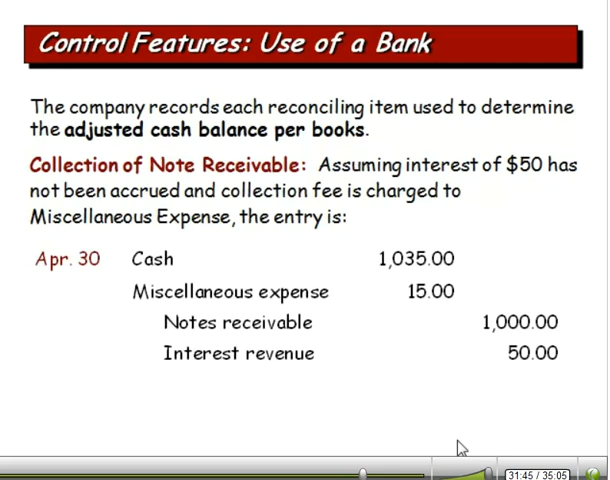 Control Features: Use of a Bank
The company records each reconciling item used to determine
the adjusted cash balance per books.
Collection of Note Receivable: Assuming interest of $50 has
not been accrued and collection fee is charged to
Miscellaneous Expense, the entry is:
Apr. 30 Cash 1,035.00
Miscellaneous expense 15.00
Notes receivable 1,000.00
Interest revenue 50.00
31:45 / 35:05